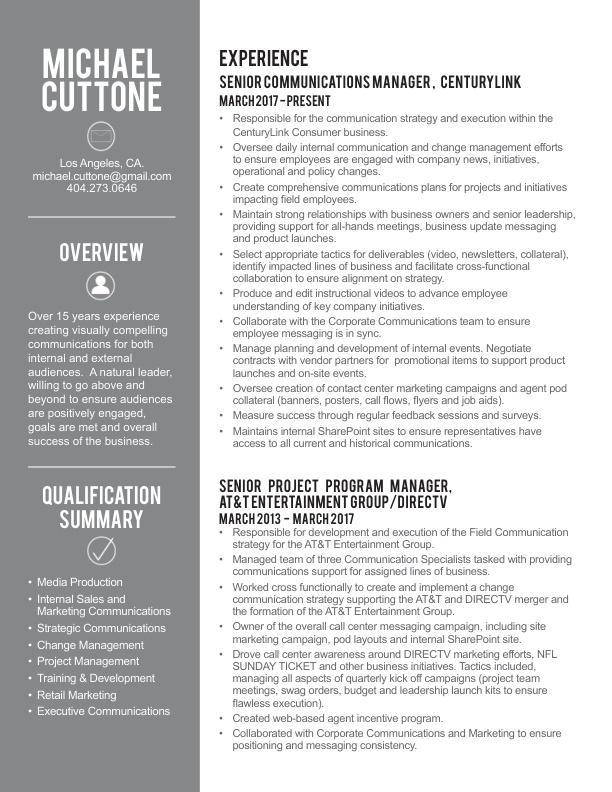 MICHAEL
CUTTONE
Los Angeles, CA.
michael.cuttone@gmail.com
404.273.0646
OVERVIEW
Over 15 years experience
creating visually compelling
communications for both
internal and external
audiences. A natural leader,
willing to go above and
beyond to ensure audiences
are positively engaged,
goals are met and overall
success of the business.
QUALIFICATION
SUMMARY
• Media Production
• Internal Sales and
Marketing Communications
• Strategic Communications
• Change Management
• Project Management
• Training & Development
• Retail Marketing
• Executive Communications
EXPERIENCE
SENIOR COMMUNICATIONS MANAGER, CENTURYLINK
MARCH 2017 - PRESENT
• Responsible for the communication strategy and execution within the
CenturyLink Consumer business.
• Oversee daily internal communication and change management efforts
to ensure employees are engaged with company news, initiatives,
operational and policy changes.
• Create comprehensive communications plans for projects and initiatives
impacting field employees.
• Maintain strong relationships with business owners and senior leadership,
providing support for all-hands meetings, business update messaging
and product launches.
• Select appropriate tactics for deliverables (video, newsletters, collateral),
identify impacted lines of business and facilitate cross-functional
collaboration to ensure alignment on strategy.
• Produce and edit instructional videos to advance employee
understanding of key company initiatives.
• Collaborate with the Corporate Communications team to ensure
employee messaging is in sync.
• Manage planning and development of internal events. Negotiate
contracts with vendor partners for promotional items to support product
launches and on-site events.
• Oversee creation of contact center marketing campaigns and agent pod
collateral (banners, posters, call flows, flyers and job aids).
• Measure success through regular feedback sessions and surveys.
• Maintains internal SharePoint sites to ensure representatives have
access to all current and historical communications.
SENIOR PROJECT PROGRAM MANAGER,
AT&T ENTERTAINMENT GROUP/DIRECTV
MARCH 2013 - MARCH 2017
• Responsible for development and execution of the Field Communication
strategy for the AT&T Entertainment Group.
• Managed team of three Communication Specialists tasked with providing
communications support for assigned lines of business.
• Worked cross functionally to create and implement a change
communication strategy supporting the AT&T and DIRECTV merger and
the formation of the AT&T Entertainment Group.
• Owner of the overall call center messaging campaign, including site
marketing campaign, pod layouts and internal SharePoint site.
• Drove call center awareness around DIRECTV marketing efforts, NFL
SUNDAY TICKET and other business initiatives. Tactics included,
managing all aspects of quarterly kick off campaigns (project team
meetings, swag orders, budget and leadership launch kits to ensure
flawless execution).
• Created web-based agent incentive program.
• Collaborated with Corporate Communications and Marketing to ensure
positioning and messaging consistency.